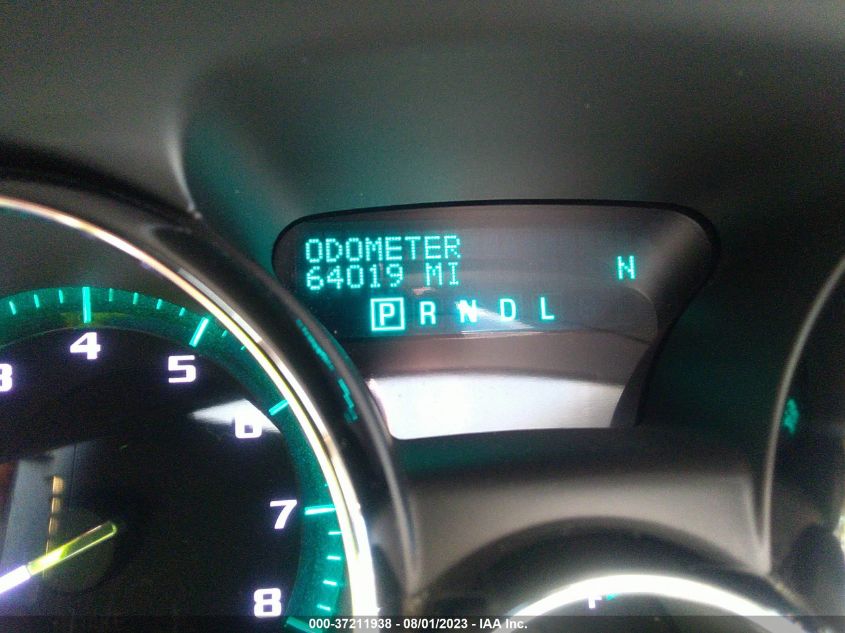 ODOMETER
64019 MI
N
P R N D L
4
5
6
7
8
F
000-37211938 - 08/01/2023 - IAA Inc.